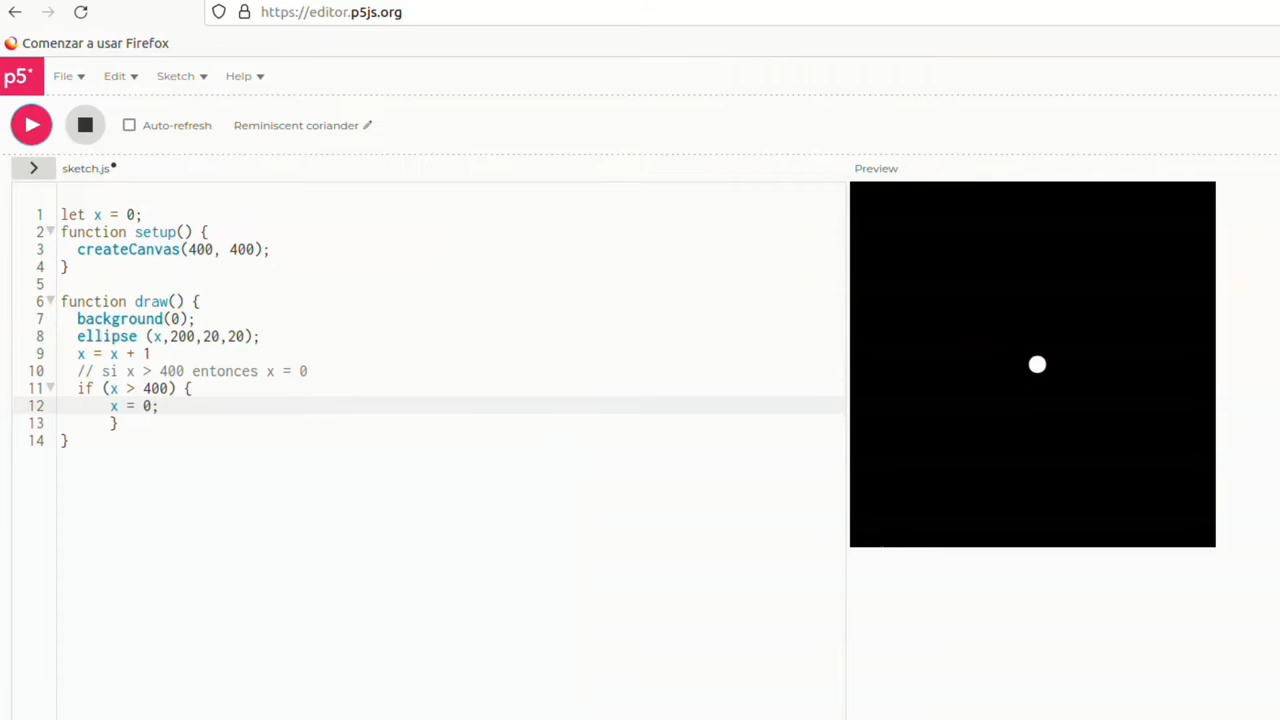 https://editor.p5js.org
Comenzar a usar Firefox
p5* File Edit Sketch Help
Auto-refresh Reminiscent coriander
sketch.js
Preview
1 let x = 0;
2 function setup() {
3 createCanvas(400, 400);
4 }
5
6 function draw() {
7 background(0);
8 ellipse (x,200,20,20);
9 x = x + 1
10 // si x > 400 entonces x = 0
11 if (x > 400) {
12 x = 0;
13 }
14 }